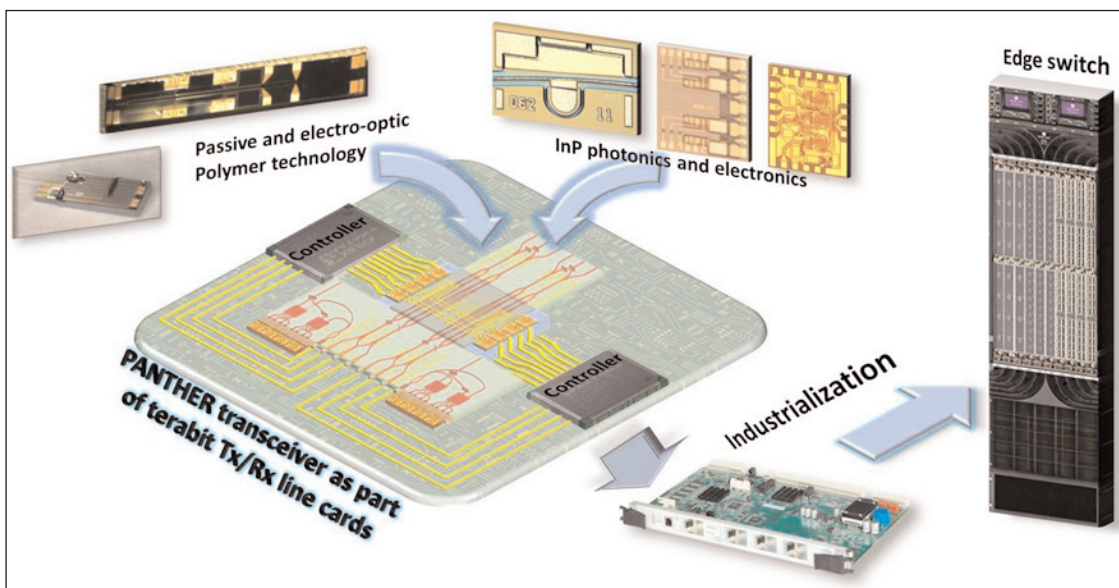 Edge switch
Passive and electro-optic
Polymer technology
11
InP photonics and electronics
Controller
Controller
PANTHER transceiver as part
of terabit Tx/Rx line cards
Industrialization